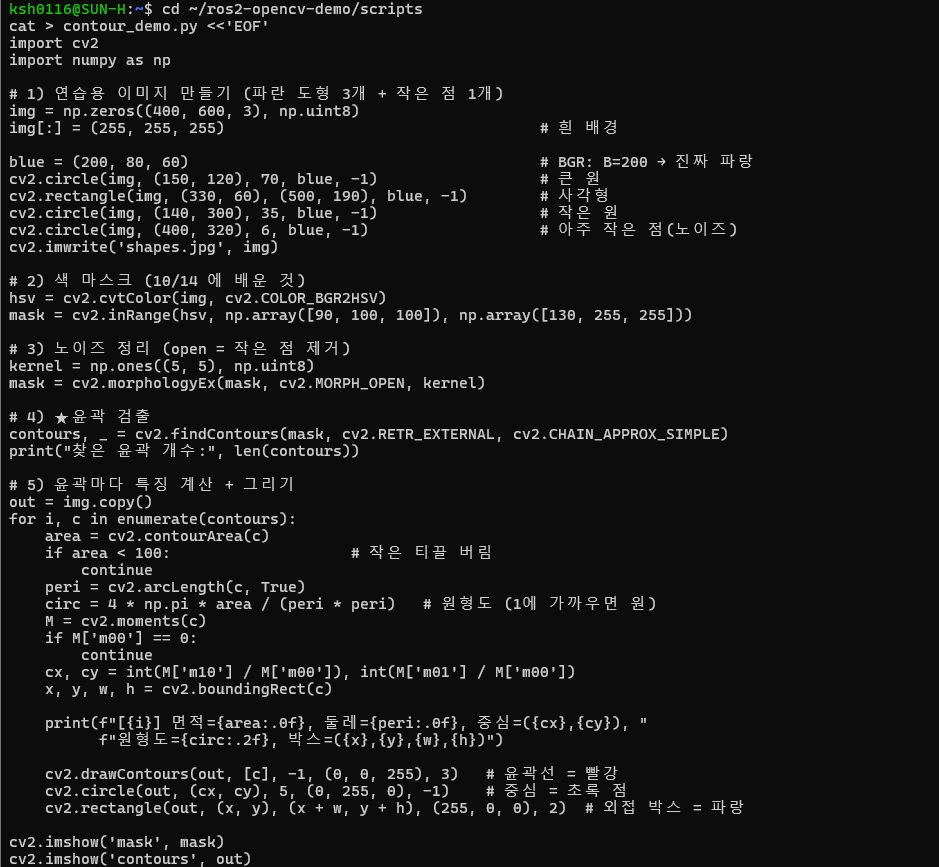 ksh0116@SUN-H:~$ cd ~/ros2-opencv-demo/scripts
cat > contour_demo.py <<'EOF'
import cv2
import numpy as np

# 1) 연습용 이미지 만들기 (파란 도형 3개 + 작은 점 1개)
img = np.zeros((400, 600, 3), np.uint8)
img[:] = (255, 255, 255)                                   # 흰 배경

blue = (200, 80, 60)                                       # BGR: B=200 → 진짜 파랑
cv2.circle(img, (150, 120), 70, blue, -1)                  # 큰 원
cv2.rectangle(img, (330, 60), (500, 190), blue, -1)        # 사각형
cv2.circle(img, (140, 300), 35, blue, -1)                  # 작은 원
cv2.circle(img, (400, 320), 6, blue, -1)                   # 아주 작은 점(노이즈)
cv2.imwrite('shapes.jpg', img)

# 2) 색 마스크 (10/14 에 배운 것)
hsv = cv2.cvtColor(img, cv2.COLOR_BGR2HSV)
mask = cv2.inRange(hsv, np.array([90, 100, 100]), np.array([130, 255, 255]))

# 3) 노이즈 정리 (open = 작은 점 제거)
kernel = np.ones((5, 5), np.uint8)
mask = cv2.morphologyEx(mask, cv2.MORPH_OPEN, kernel)

# 4) ★윤곽 검출
contours, _ = cv2.findContours(mask, cv2.RETR_EXTERNAL, cv2.CHAIN_APPROX_SIMPLE)
print("찾은 윤곽 개수:", len(contours))

# 5) 윤곽마다 특징 계산 + 그리기
out = img.copy()
for i, c in enumerate(contours):
    area = cv2.contourArea(c)
    if area < 100:                    # 작은 티끌 버림
        continue
    peri = cv2.arcLength(c, True)
    circ = 4 * np.pi * area / (peri * peri)   # 원형도 (1에 가까우면 원)
    M = cv2.moments(c)
    if M['m00'] == 0:
        continue
    cx, cy = int(M['m10'] / M['m00']), int(M['m01'] / M['m00'])
    x, y, w, h = cv2.boundingRect(c)

    print(f"[{i}] 면적={area:.0f}, 둘레={peri:.0f}, 중심=({cx},{cy}), "
          f"원형도={circ:.2f}, 박스=({x},{y},{w},{h})")

    cv2.drawContours(out, [c], -1, (0, 0, 255), 3)   # 윤곽선 = 빨강
    cv2.circle(out, (cx, cy), 5, (0, 255, 0), -1)    # 중심 = 초록 점
    cv2.rectangle(out, (x, y), (x + w, y + h), (255, 0, 0), 2)  # 외접 박스 = 파랑

cv2.imshow('mask', mask)
cv2.imshow('contours', out)